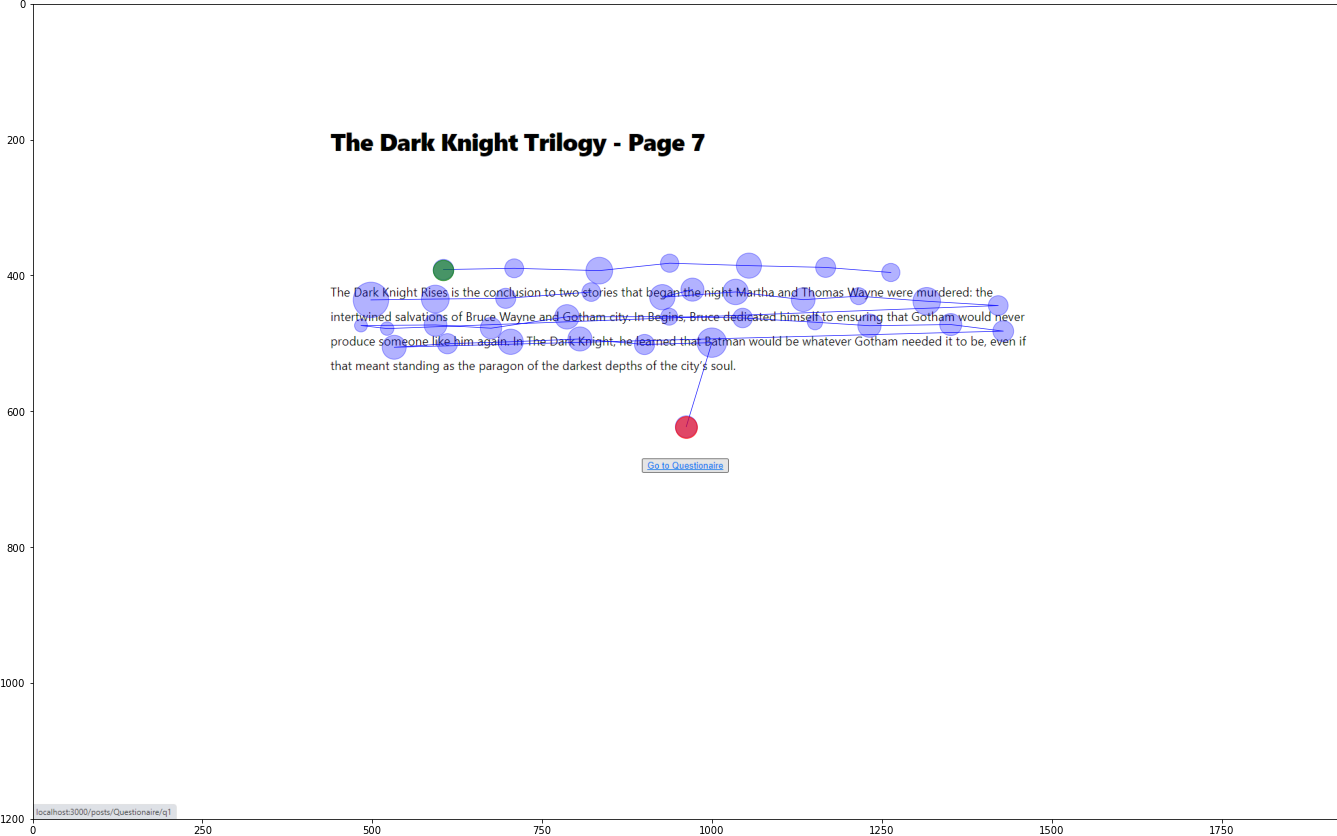 0
200
The Dark Knight Trilogy - Page 7
400
The Dark Knight Rises is the conclusion to two stories that began the night Martha and Thomas Wayne were murdered: the
intertwined salvations of Bruce Wayne and Gotham city. In Begins, Bruce dedicated himself to ensuring that Gotham would never
produce someone like him again. In The Dark Knight, he learned that Batman would be whatever Gotham needed it to be, even if
that meant standing as the paragon of the darkest depths of the city's soul.
600
Go to Questionaire
800
1000
localhost:3000/posts/Questionaire/q1
1200
0 250 500 750 1000 1250 1500 1750